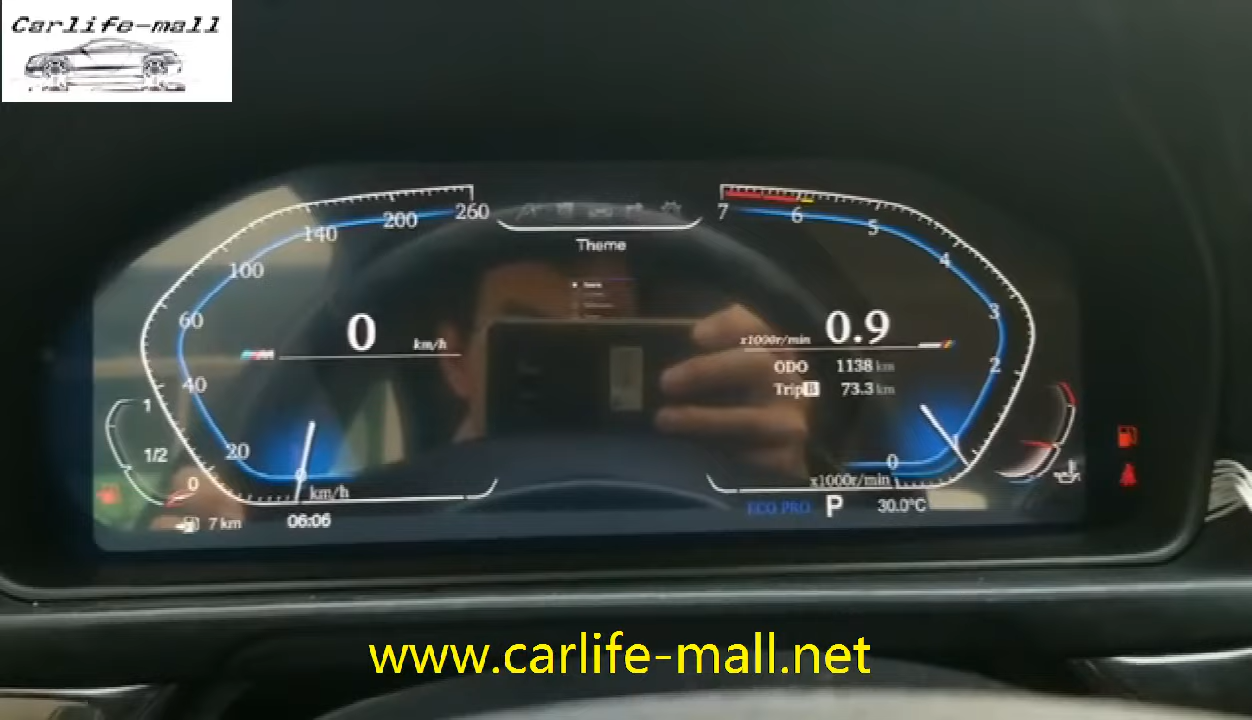 Carlife-mall
260
200
140
100
60
40
20
0
km/h
0
km/h
1
1/2
0
7 km
06:06
Theme
7
6
5
4
3
2
1
0
x1000r/min
0.9
x1000r/min
ODO 1138 km
Trip B 73.3 km
ECO PRO P 30.0°C
www.carlife-mall.net